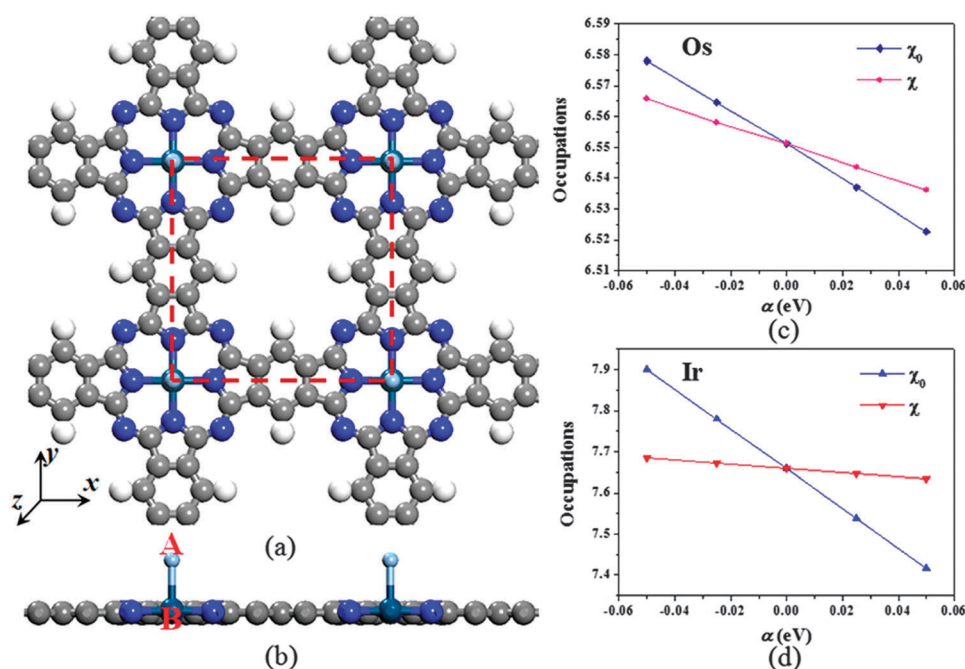 y
z
x
(a)
A
B
(b)
6.59
6.58
6.57
6.56
6.55
6.54
6.53
6.52
6.51
Occupations
Os
χ₀
χ
-0.06 -0.04 -0.02 0.00 0.02 0.04 0.06
α (eV)
(c)
7.9
7.8
7.7
7.6
7.5
7.4
Occupations
Ir
χ₀
χ
-0.06 -0.04 -0.02 0.00 0.02 0.04 0.06
α (eV)
(d)